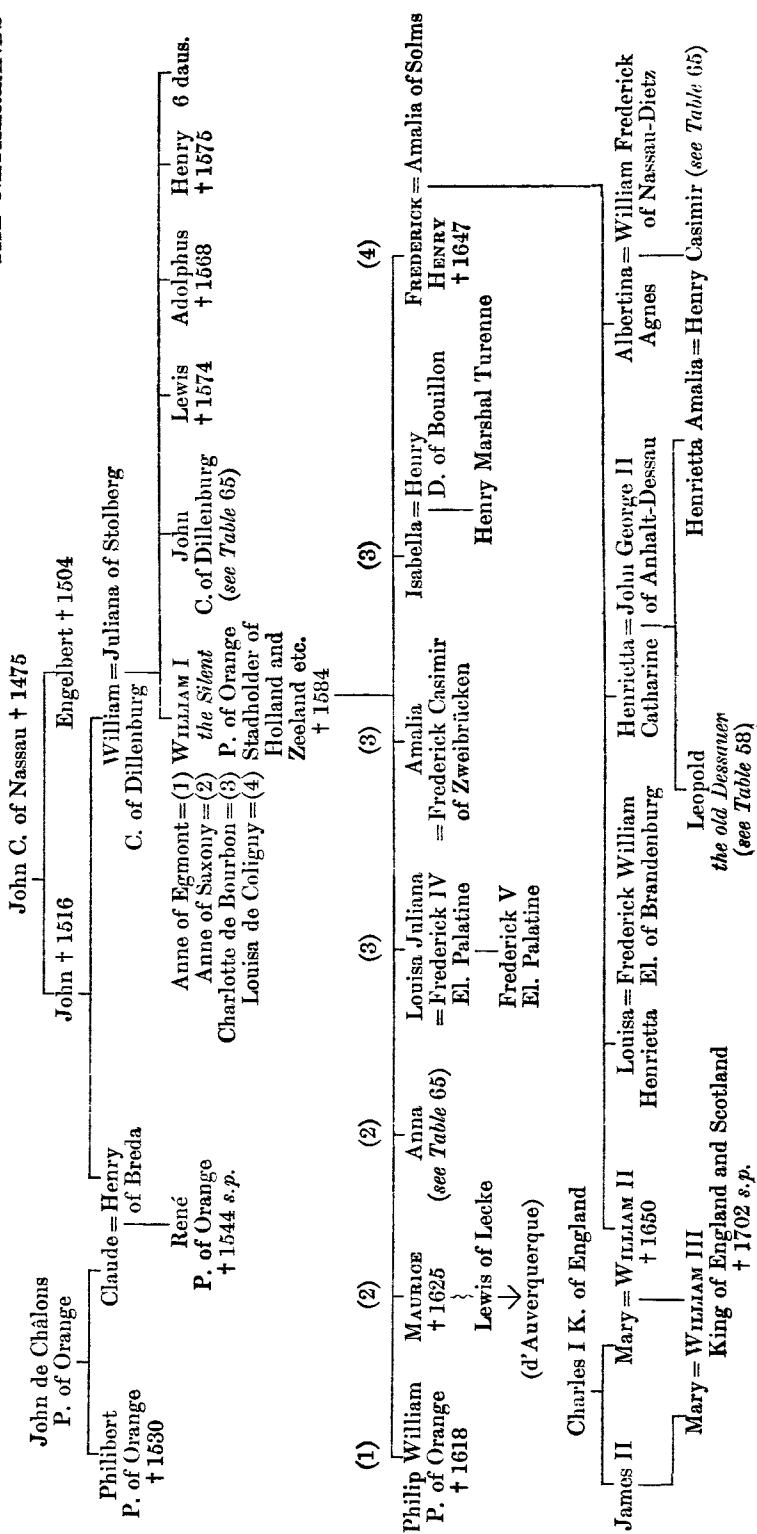 John C. of Nassau † 1475
John de Châlons
P. of Orange
John † 1516
Engelbert † 1504
Philibert
P. of Orange
† 1530
Claude = Henry
of Breda
William = Juliana of Stolberg
C. of Dillenburg
René
P. of Orange
† 1544 s.p.
Anne of Egmont = (1)
Anne of Saxony = (2)
Charlotte de Bourbon = (3)
Louisa de Coligny = (4)
WILLIAM I
the Silent
P. of Orange
Stadholder of
Holland and
Zeeland etc.
† 1584
John
C. of Dillenburg
(see Table 65)
Lewis
† 1574
Adolphus
† 1568
Henry
† 1575
6 daus.
(1)
(2)
(2)
(3)
(3)
(3)
(4)
Philip William
P. of Orange
† 1618
MAURICE
† 1625
Lewis of Lecke
(d'Auverquerque)
Anna
(see Table 65)
Louisa Juliana
= Frederick IV
El. Palatine
Frederick V
El. Palatine
Amalia
= Frederick Casimir
of Zweibrücken
Isabella = Henry
D. of Bouillon
Henry Marshal Turenne
FREDERICK = Amalia of Solms
HENRY
† 1647
Charles I K. of England
James II
Mary = WILLIAM II
† 1650
Louisa = Frederick William
Henrietta El. of Brandenburg
Henrietta = John George II
Catharine of Anhalt-Dessau
Albertina = William Frederick
Agnes of Nassau-Dietz
Mary = WILLIAM III
King of England and Scotland
† 1702 s.p.
Leopold
the old Dessauer
(see Table 58)
Henrietta Amalia = Henry Casimir (see Table 65)